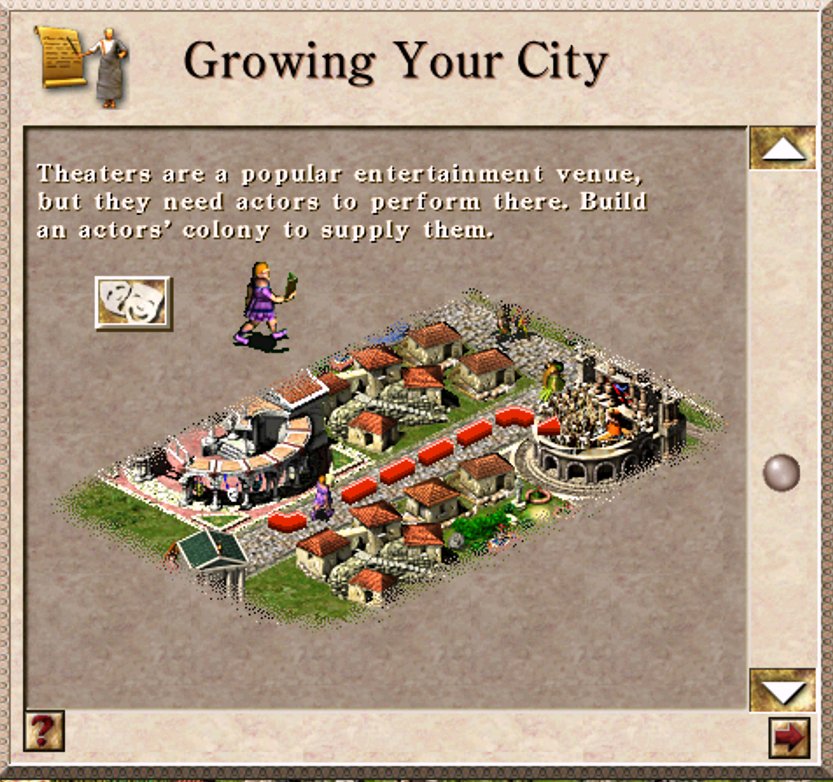 Growing Your City
Theaters are a popular entertainment venue,
but they need actors to perform there. Build
an actors' colony to supply them.
?